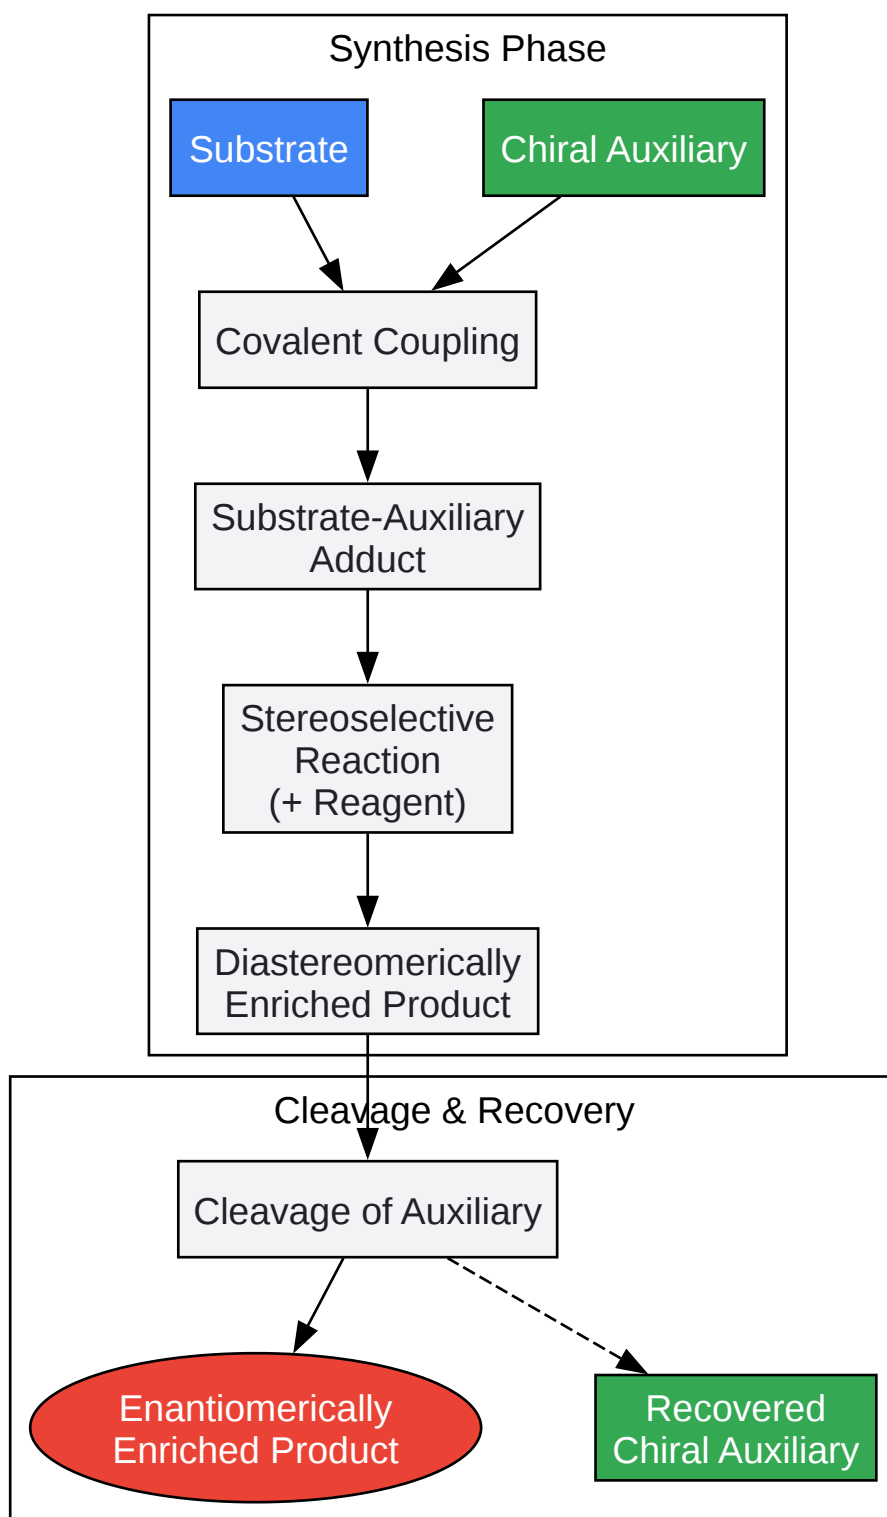 Synthesis Phase
Substrate
Chiral Auxiliary
Covalent Coupling
Substrate-Auxiliary
Adduct
Stereoselective
Reaction
(+ Reagent)
Diastereomerically
Enriched Product
Cleavage & Recovery
Cleavage of Auxiliary
Enantiomerically
Enriched Product
Recovered
Chiral Auxiliary